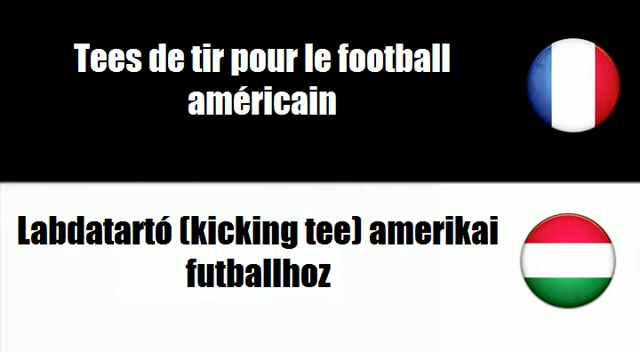 Tees de tir pour le football
américain
Labdatartó (kicking tee) amerikai
futballhoz